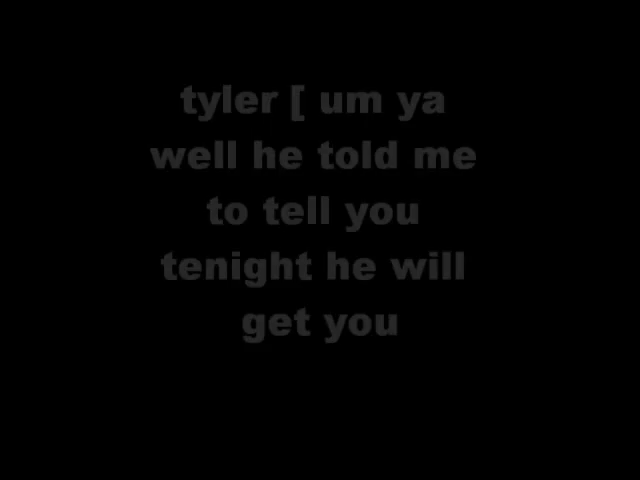 tyler [ um ya
well he told me
to tell you
tenight he will
get you